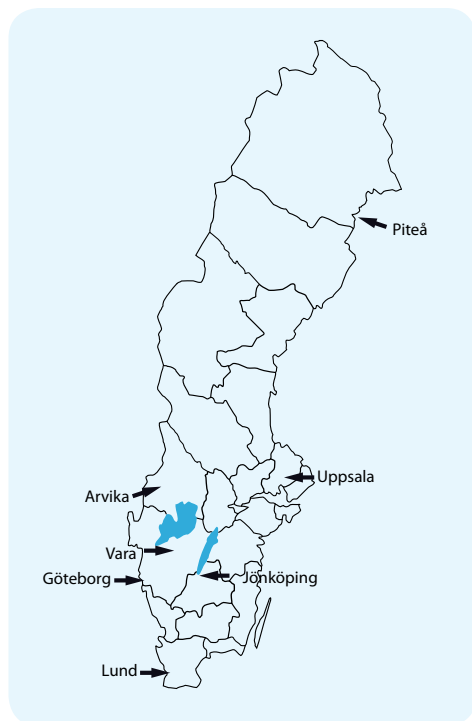 Piteå
Uppsala
Arvika
Vara
Göteborg
Jönköping
Lund